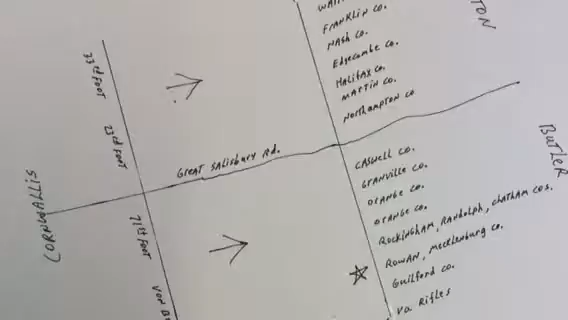 FRANKLIN CO.
NASH CO.
Edgecombe CO.
HALIFAX CO.
MARTIN CO.
NORTHAMPTON CO
TON
33rd FOOT
23rd FOOT
GREAT SALISBURY Rd.
CORNWALLIS
71st FOOT
VON B
CASWELL CO.
GRANVILLE CO.
ORANGE CO.
ORANGE CO.
ROCKINGHAM, RANDOLPH, CHATHAM COS.
ROWAN, MECKLENBURG CO.
GUILFORD CO.
VA RIFLES
BUTLER